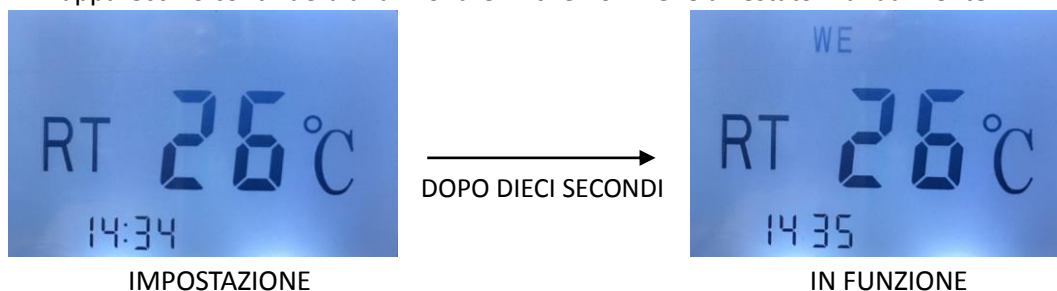 WE
RT 26°C
14:34
RT 26°C
14 35
DOPO DIECI SECONDI
IMPOSTAZIONE
IN FUNZIONE